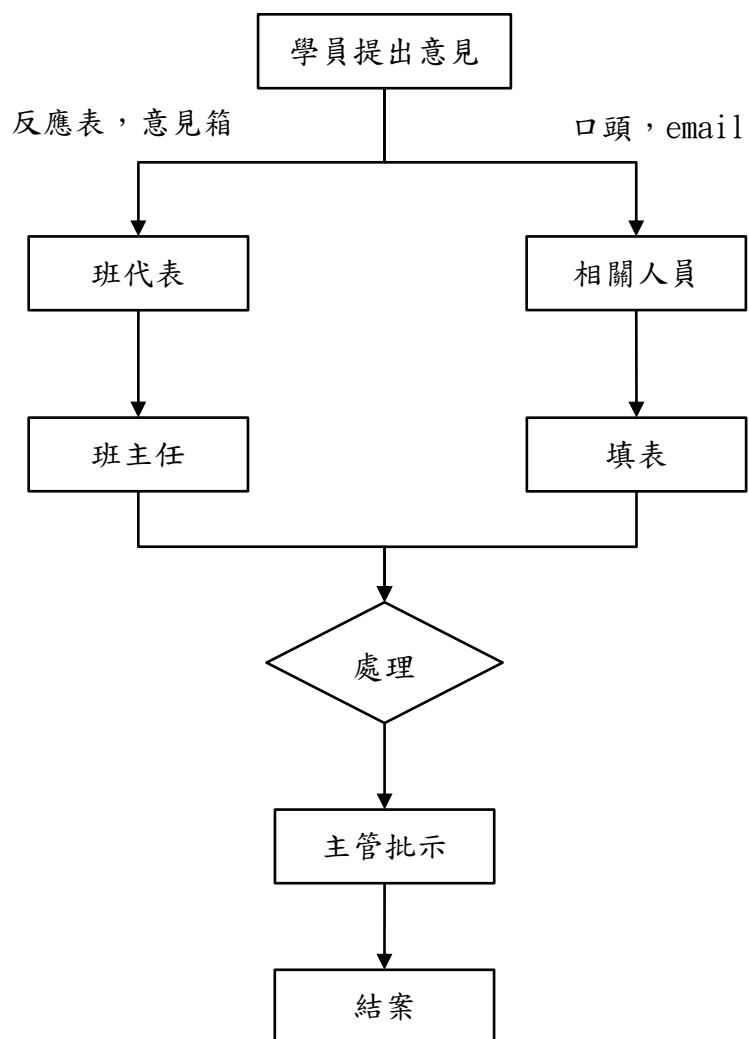 學員提出意見
反應表，意見箱
口頭，email
班代表
相關人員
班主任
填表
處理
主管批示
結案